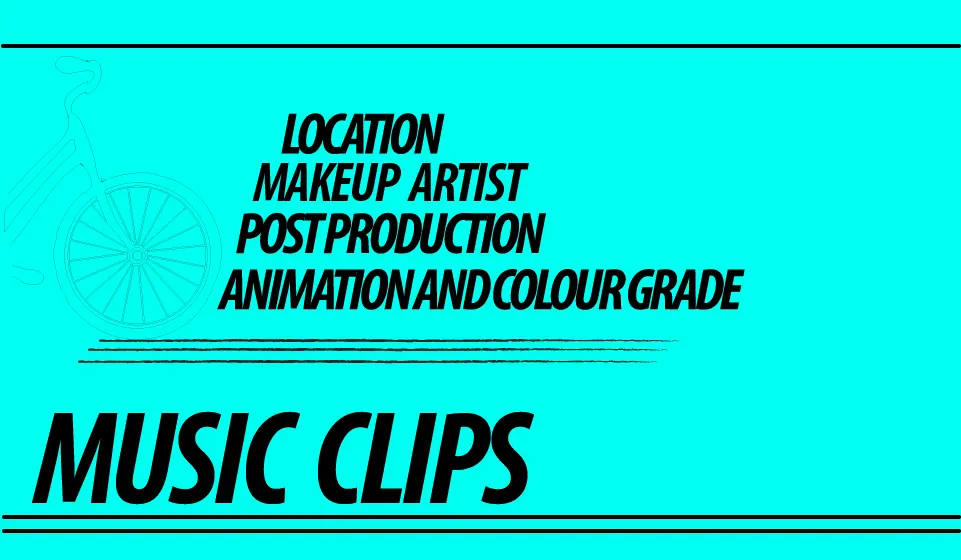 LOCATION
MAKEUP ARTIST
POST PRODUCTION
ANIMATION AND COLOUR GRADE
MUSIC CLIPS